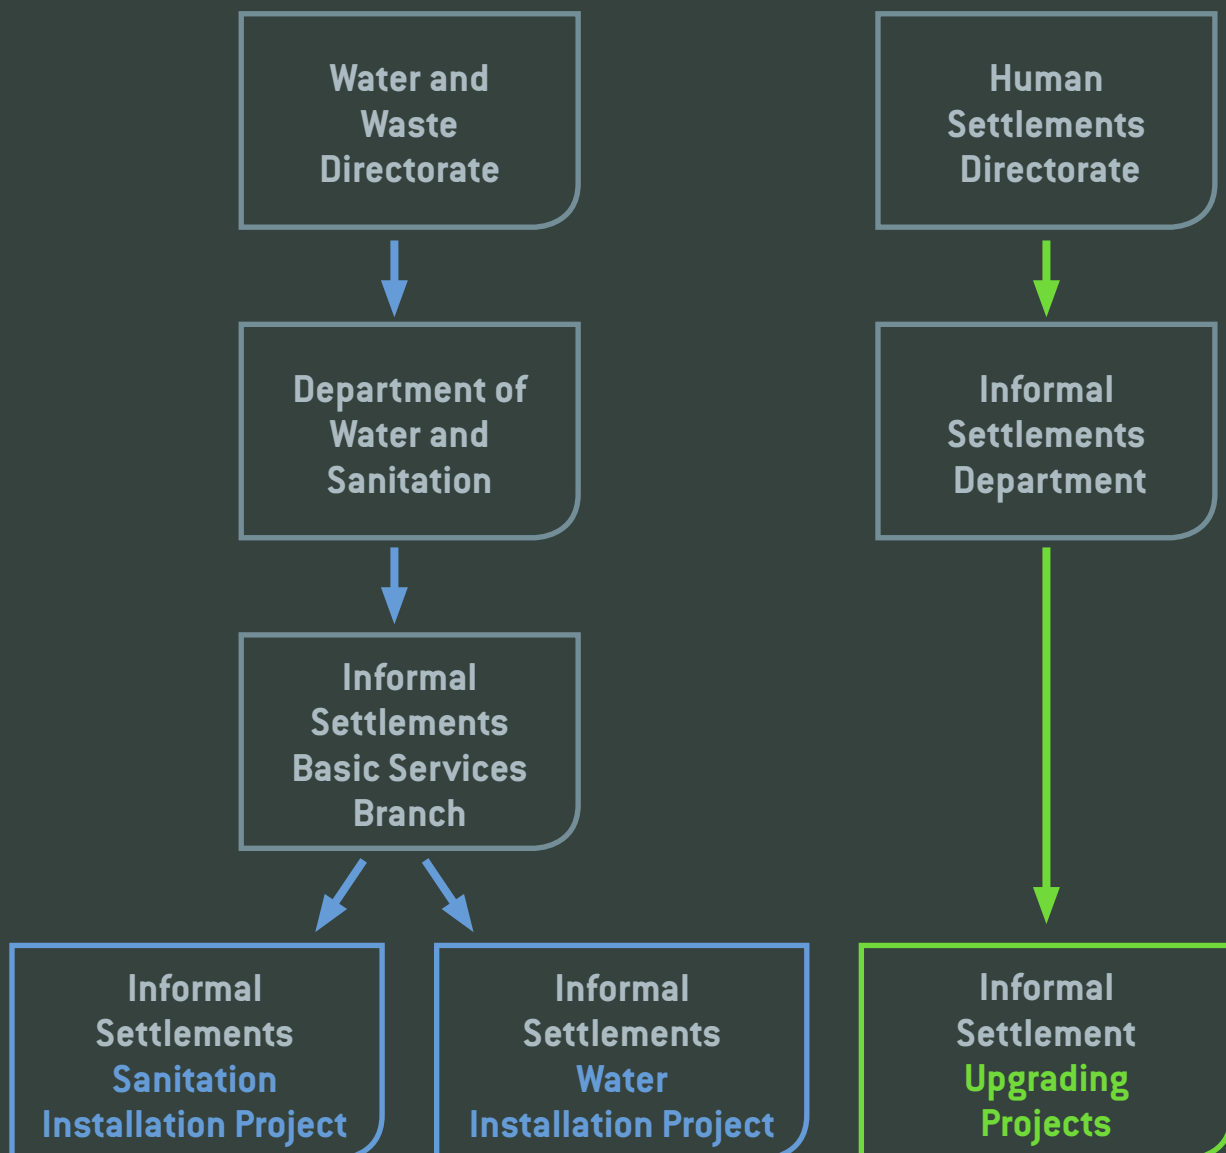 Water and
Waste
Directorate
Human
Settlements
Directorate
Department of
Water and
Sanitation
Informal
Settlements
Department
Informal
Settlements
Basic Services
Branch
Informal
Settlements
Sanitation
Installation Project
Informal
Settlements
Water
Installation Project
Informal
Settlement
Upgrading
Projects